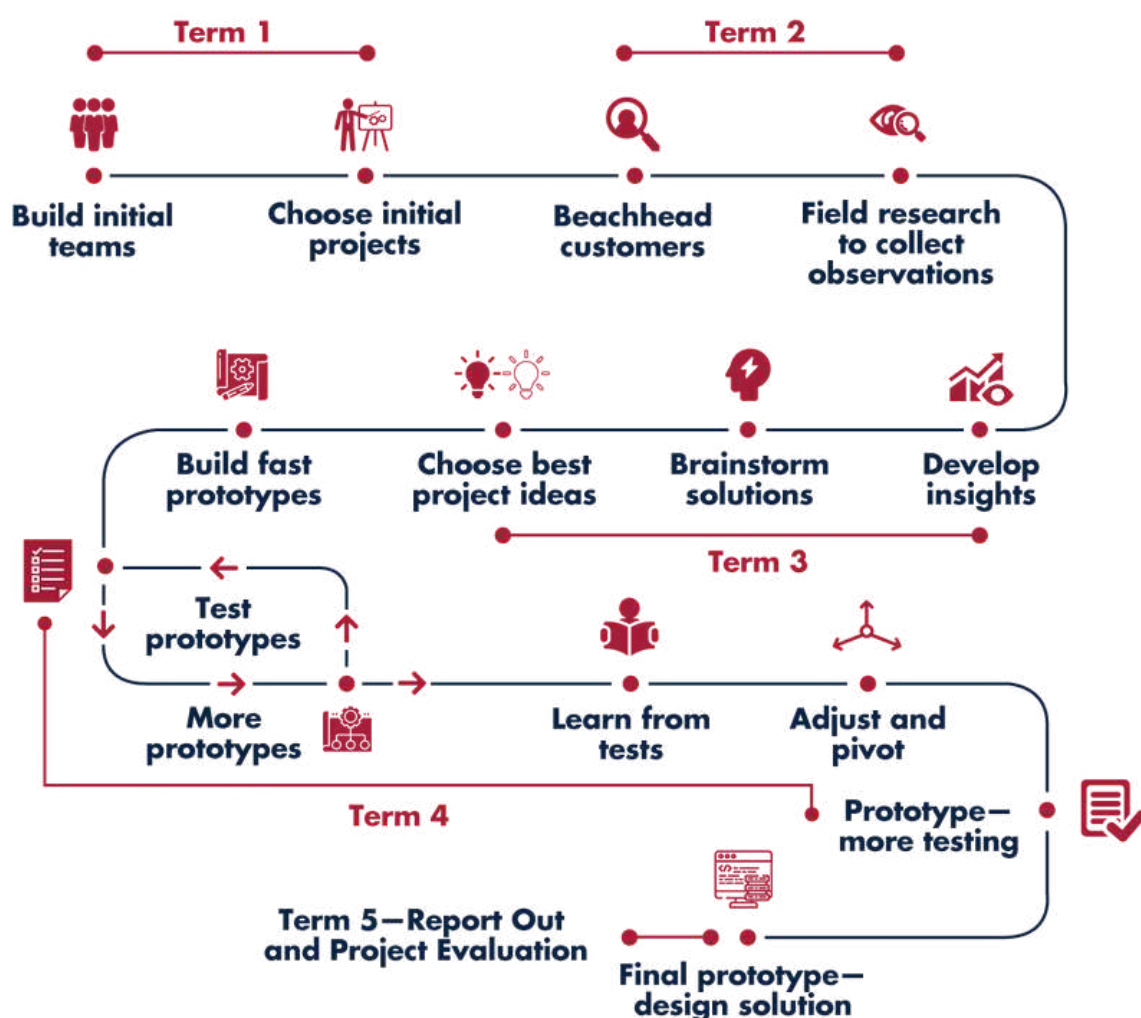 Term 1
Term 2
Build initial
teams
Choose initial
projects
Beachhead
customers
Field research
to collect
observations
Build fast
prototypes
Choose best
project ideas
Brainstorm
solutions
Develop
insights
Term 3
Test
prototypes
More
prototypes
Learn from
tests
Adjust and
pivot
Term 4
Prototype—
more testing
Term 5—Report Out
and Project Evaluation
Final prototype—
design solution